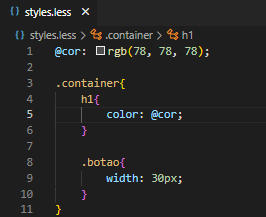 {} styles.less ×
{} styles.less > .container > h1
1 @cor: rgb(78, 78, 78);
2
3 .container{
4 h1{
5 color: @cor;
6 }
7
8 .botao{
9 width: 30px;
10 }
11 }